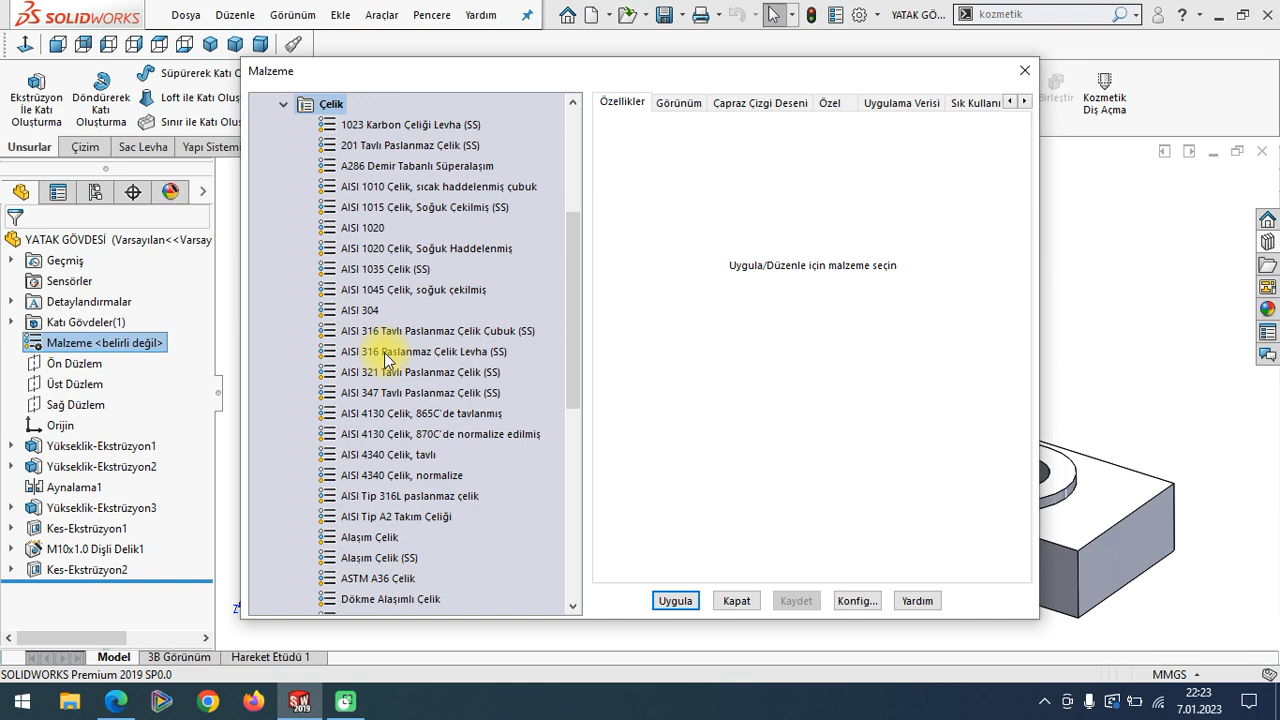 SOLIDWORKS
Dosya
Düzenle
Görünüm
Ekle
Araçlar
Pencere
Yardım
YATAK GÖ...
kozmetik
Ekstrüzyon
İle Katı
Oluşturma
Döndürerek
Katı
Oluşturma
Süpürerek Katı O
Loft ile Katı Oluş
Sınır ile Katı Oluş
Birleştir
Kozmetik
Diş Açma
Unsurlar
Çizim
Sac Levha
Yapı Sistemi
YATAK GÖVDESİ (Varsayılan<<Varsay
Geçmiş
Sensörler
Detaylandırmalar
Katı Gövdeler(1)
Malzeme <belirli değil>
Ön Düzlem
Üst Düzlem
Sağ Düzlem
Orijin
Yükseklik-Ekstrüzyon1
Yükseklik-Ekstrüzyon2
Aynalama1
Yükseklik-Ekstrüzyon3
Kes-Ekstrüzyon1
M10x1.0 Dişli Delik1
Kes-Ekstrüzyon2
Malzeme
Çelik
1023 Karbon Çeliği Levha (SS)
201 Tavlı Paslanmaz Çelik (SS)
A286 Demir Tabanlı Süperalaşım
AISI 1010 Çelik, sıcak haddelenmiş çubuk
AISI 1015 Çelik, Soğuk Çekilmiş (SS)
AISI 1020
AISI 1020 Çelik, Soğuk Haddelenmiş
AISI 1035 Çelik (SS)
AISI 1045 Çelik, soğuk çekilmiş
AISI 304
AISI 316 Tavlı Paslanmaz Çelik Çubuk (SS)
AISI 316 Paslanmaz Çelik Levha (SS)
AISI 321 Tavlı Paslanmaz Çelik (SS)
AISI 347 Tavlı Paslanmaz Çelik (SS)
AISI 4130 Çelik, 865C`de tavlanmış
AISI 4130 Çelik, 870C`de normalize edilmiş
AISI 4340 Çelik, tavlı
AISI 4340 Çelik, normalize
AISI Tip 316L paslanmaz çelik
AISI Tip A2 Takım Çeliği
Alaşım Çelik
Alaşım Çelik (SS)
ASTM A36 Çelik
Dökme Alaşımlı Çelik
Özellikler
Görünüm
Çapraz Çizgi Deseni
Özel
Uygulama Verisi
Sık Kullanı
Uygula/Düzenle için malzeme seçin
Uygula
Kapat
Kaydet
Konfig...
Yardım
Model
3B Görünüm
Hareket Etüdü 1
SOLIDWORKS Premium 2019 SP0.0
MMGS
22:23
7.01.2023